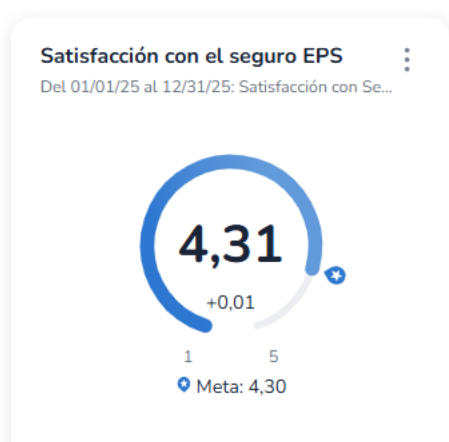 Satisfacción con el seguro EPS
Del 01/01/25 al 12/31/25: Satisfacción con Se...
4,31
+0,01
1 5
Meta: 4,30